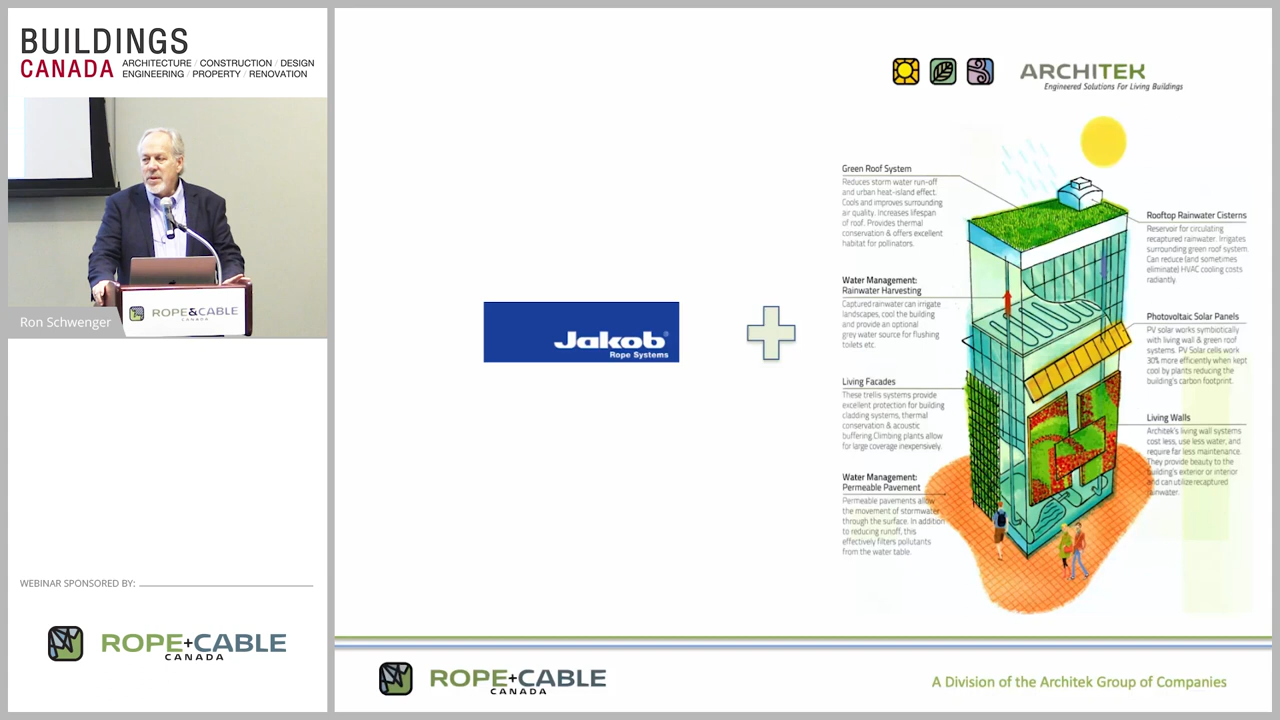 BUILDINGS
CANADA
ARCHITECTURE / CONSTRUCTION / DESIGN
ENGINEERING / PROPERTY / RENOVATION
Ron Schwenger
ROPE&CABLE
CANADA
WEBINAR SPONSORED BY:
ROPE+CABLE
CANADA
ARCHITEK
Engineered Solutions For Living Buildings
Jakob®
Rope Systems
Green Roof System
Reduces storm water run-off
and urban heat-island effect.
Cools and improves surrounding
air quality. Increases lifespan
of roof. Provides thermal
conservation & offers excellent
habitat for pollinators.
Water Management:
Rainwater Harvesting
Captured rainwater can irrigate
landscapes, cool the building
and provide an optional
grey water source for flushing
toilets etc.
Living Facades
These trellis systems provide
excellent protection for building
cladding systems, thermal
conservation & acoustic
buffering.Climbing plants allow
for large coverage inexpensively.
Water Management:
Permeable Pavement
Permeable pavements allow
the movement of stormwater
through the surface. In addition
to reducing runoff, this
effectively filters pollutants
from the water table.
Rooftop Rainwater Cisterns
Reservoir for circulating
recaptured rainwater. Irrigates
surrounding green roof system.
Can reduce (and sometimes
eliminate) HVAC cooling costs
radiantly.
Photovoltaic Solar Panels
PV solar works symbiotically
with living wall & green roof
systems. PV Solar cells work
30% more efficiently when kept
cool by plants reducing the
building's carbon footprint.
Living Walls
Architek's living wall systems
cost less, use less water, and
require far less maintenance.
They provide beauty to the
building's exterior or interior
and can utilize recaptured
rainwater.
ROPE+CABLE
CANADA
A Division of the Architek Group of Companies